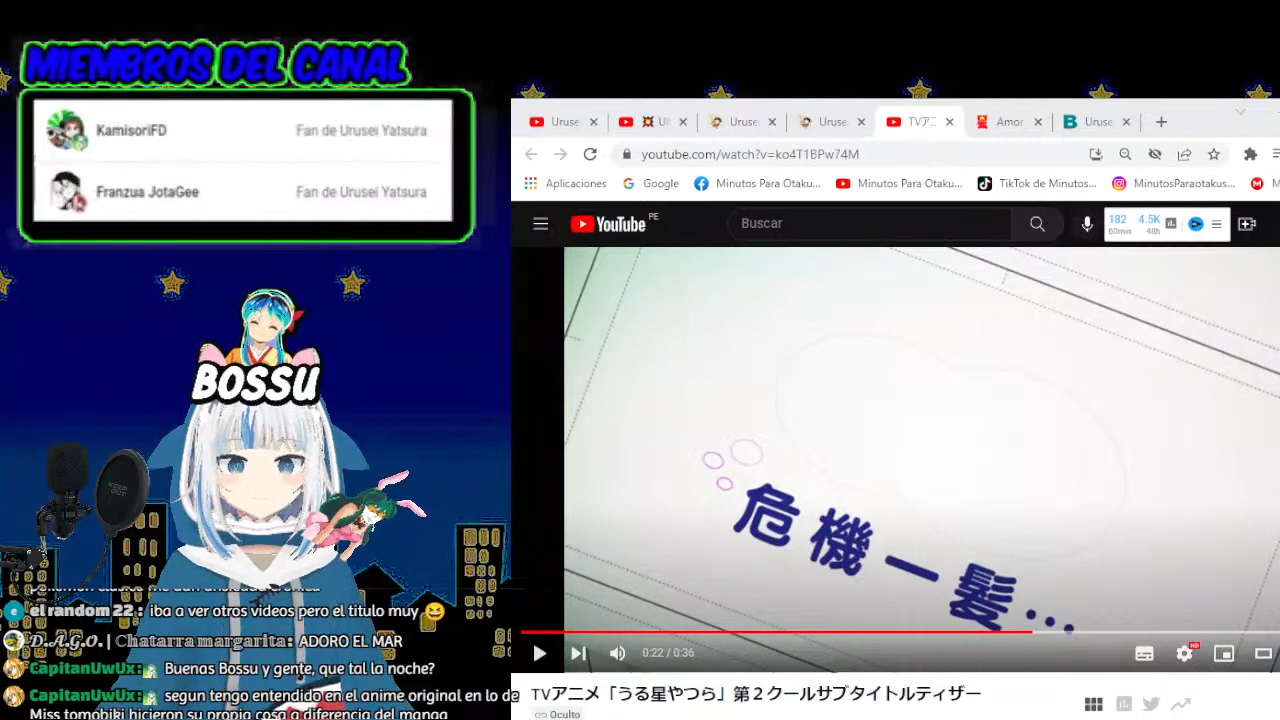 MIEMBROS DEL CANAL
KamisoriFD Fan de Urusei Yatsura
Franzua JotaGee Fan de Urusei Yatsura
BOSSU
KEEP OUT
el random 22: iba a ver otros videos pero el titulo muy 😆
D.A.G.O. | Chatarra margarita: ADORO EL MAR
CapitanUwUx: Buenas Bossu y gente, que tal la noche?
CapitanUwUx: segun tengo entendido en el anime original en lo de
Miss tomobiki hicieron su propia cosa a diferencia del manga
Uruse Uruse Uruse TVアニ Amor Uruse
youtube.com/watch?v=ko4T1BPw74M
Aplicaciones Google Minutos Para Otaku... Minutos Para Otaku... TikTok de Minutos... MinutosParaotakus...
YouTube PE Buscar 182 60min 4.5K 48h
危機一髪…
0:22 / 0:36 HD
TVアニメ「うる星やつら」第２クールサブタイトルティザー
Oculto